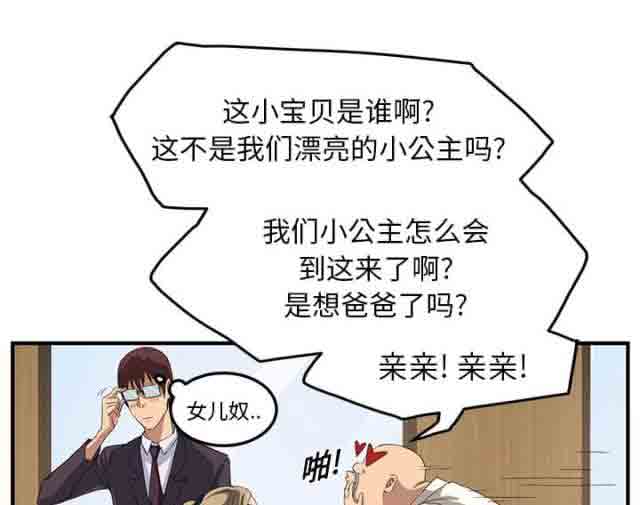 这小宝贝是谁啊?
这不是我们漂亮的小公主吗?
我们小公主怎么会
到这来了啊?
是想爸爸了吗?
亲亲! 亲亲!
女儿奴..
啪!